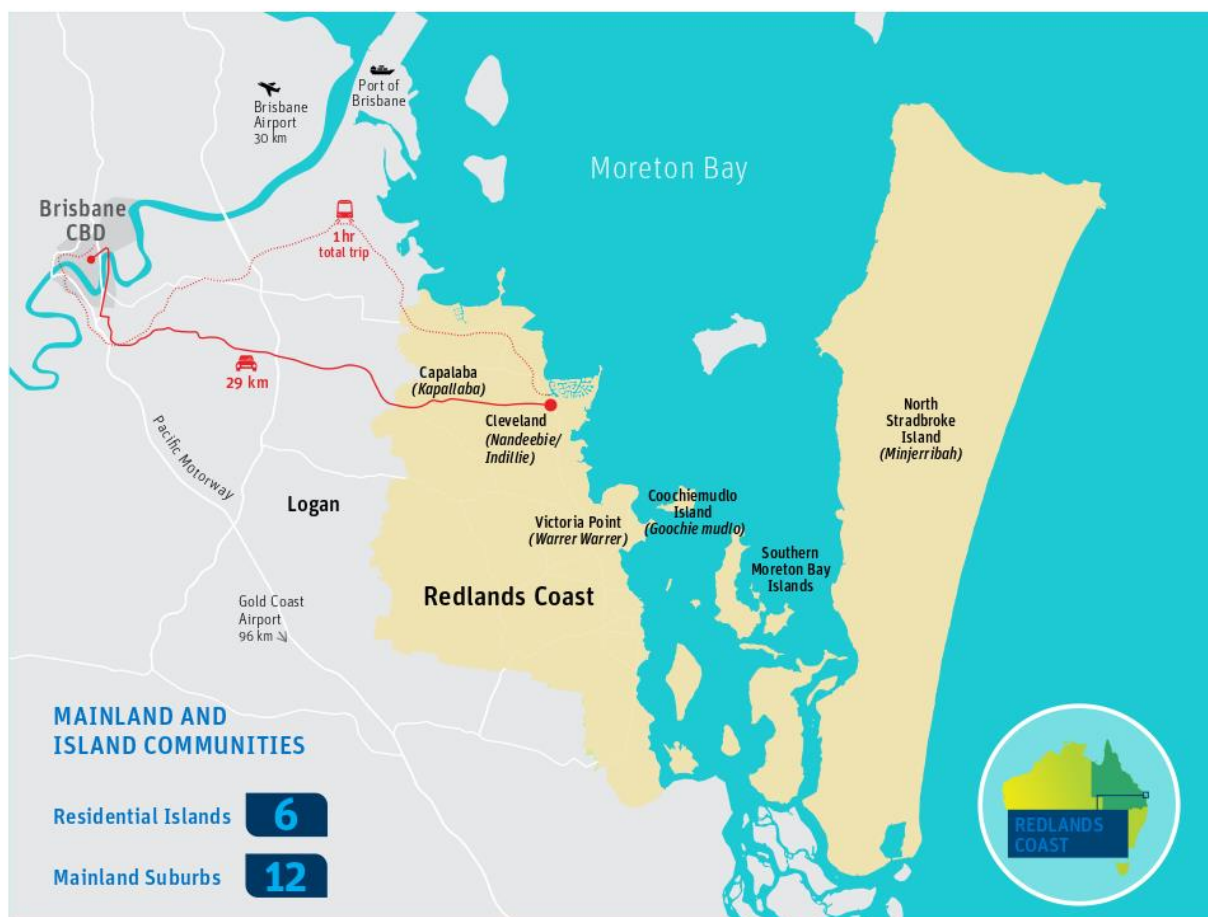 Brisbane
Airport
30 km
Port of
Brisbane
Moreton Bay
Brisbane
CBD
1hr
total trip
29 km
Capalaba
(Kapallaba)
Cleveland
(Nandeebie/
Indillie)
North
Stradbroke
Island
(Minjerribah)
Pacific Motorway
Logan
Coochiemudlo
Island
(Goochie mudlo)
Victoria Point
(Warrer Warrer)
Southern
Moreton Bay
Islands
Redlands Coast
Gold Coast
Airport
96 km
MAINLAND AND
ISLAND COMMUNITIES
Residential Islands 6
Mainland Suburbs 12
REDLANDS
COAST